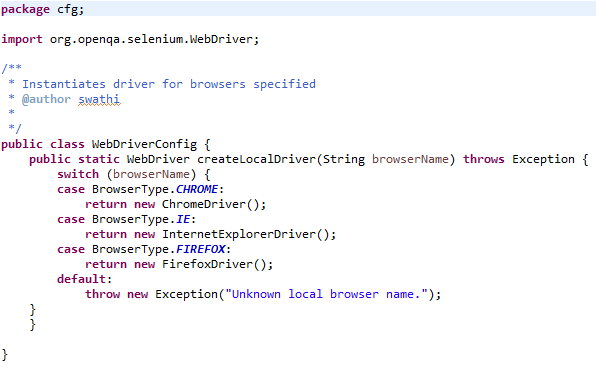 package cfg;
import org.openqa.selenium.WebDriver;
/**
 * Instantiates driver for browsers specified
 * @author swathi
 *
 */
public class WebDriverConfig {
    public static WebDriver createLocalDriver(String browserName) throws Exception {
        switch (browserName) {
        case BrowserType.CHROME:
            return new ChromeDriver();
        case BrowserType.IE:
            return new InternetExplorerDriver();
        case BrowserType.FIREFOX:
            return new FirefoxDriver();
        default:
            throw new Exception("Unknown local browser name.");
    }
    }
}